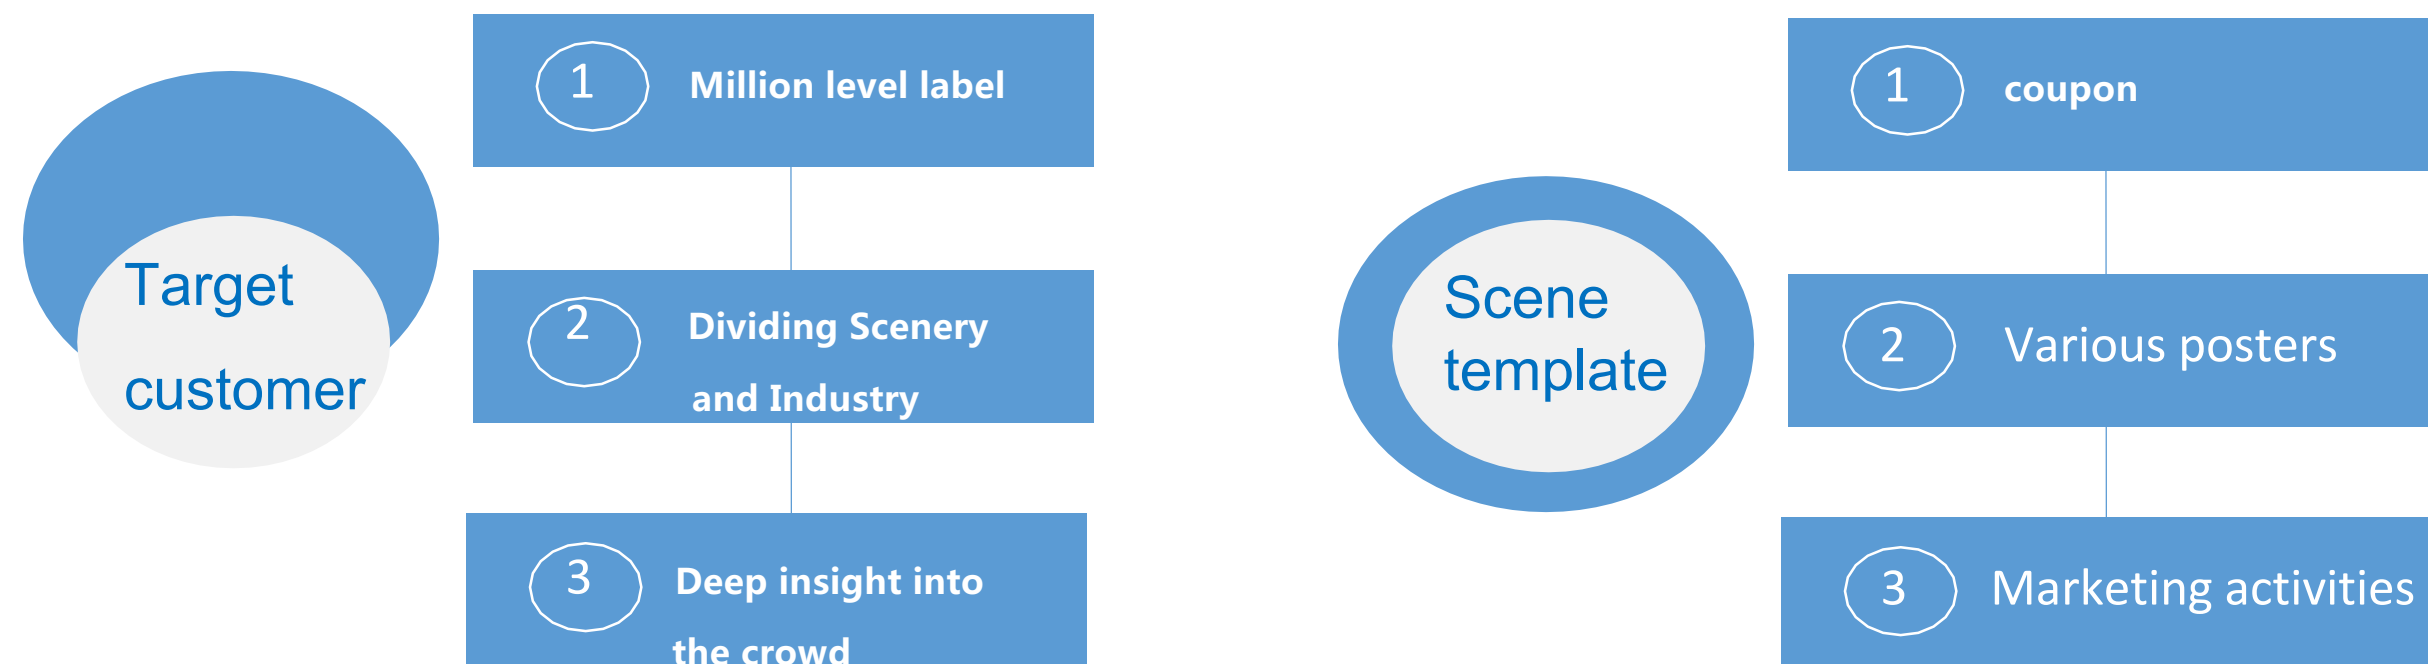 Target
customer
1
Million level label
2
Dividing Scenery
and Industry
3
Deep insight into
the crowd
Scene
template
1
coupon
2
Various posters
3
Marketing activities